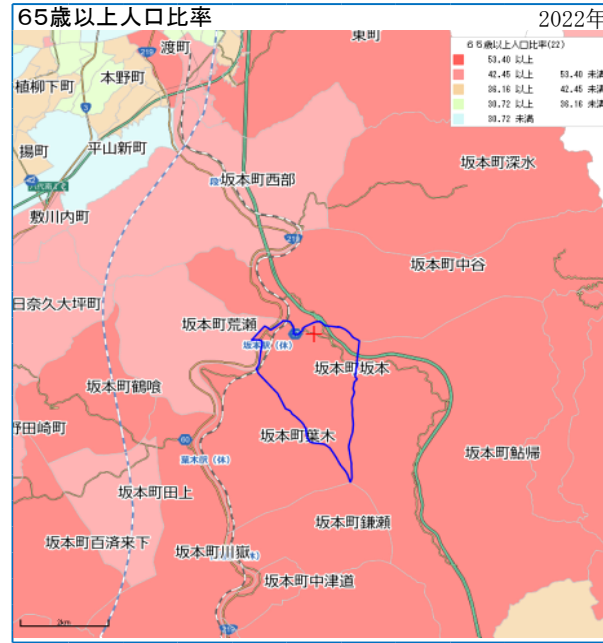 65歳以上人口比率
2022年
渡町
東町
65歳以上人口比率(22)
53.40 以上
42.45 以上 53.40 未満
36.16 以上 42.45 未満
30.72 以上 36.16 未満
30.72 未満
218
本野町
植柳下町
3
平山新町
揚町
坂本町深水
坂本町西部
敷川内町
219
坂本町中谷
日奈久大坪町
坂本町荒瀬
坂本駅(休)
坂本町坂本
坂本町鶴喰
野田崎町
坂本町葉木
60
葉木駅(休)
坂本町鮎帰
坂本町田上
坂本町鎌瀬
坂本町百済来下
坂本町川嶽
坂本町中津道
2km
219